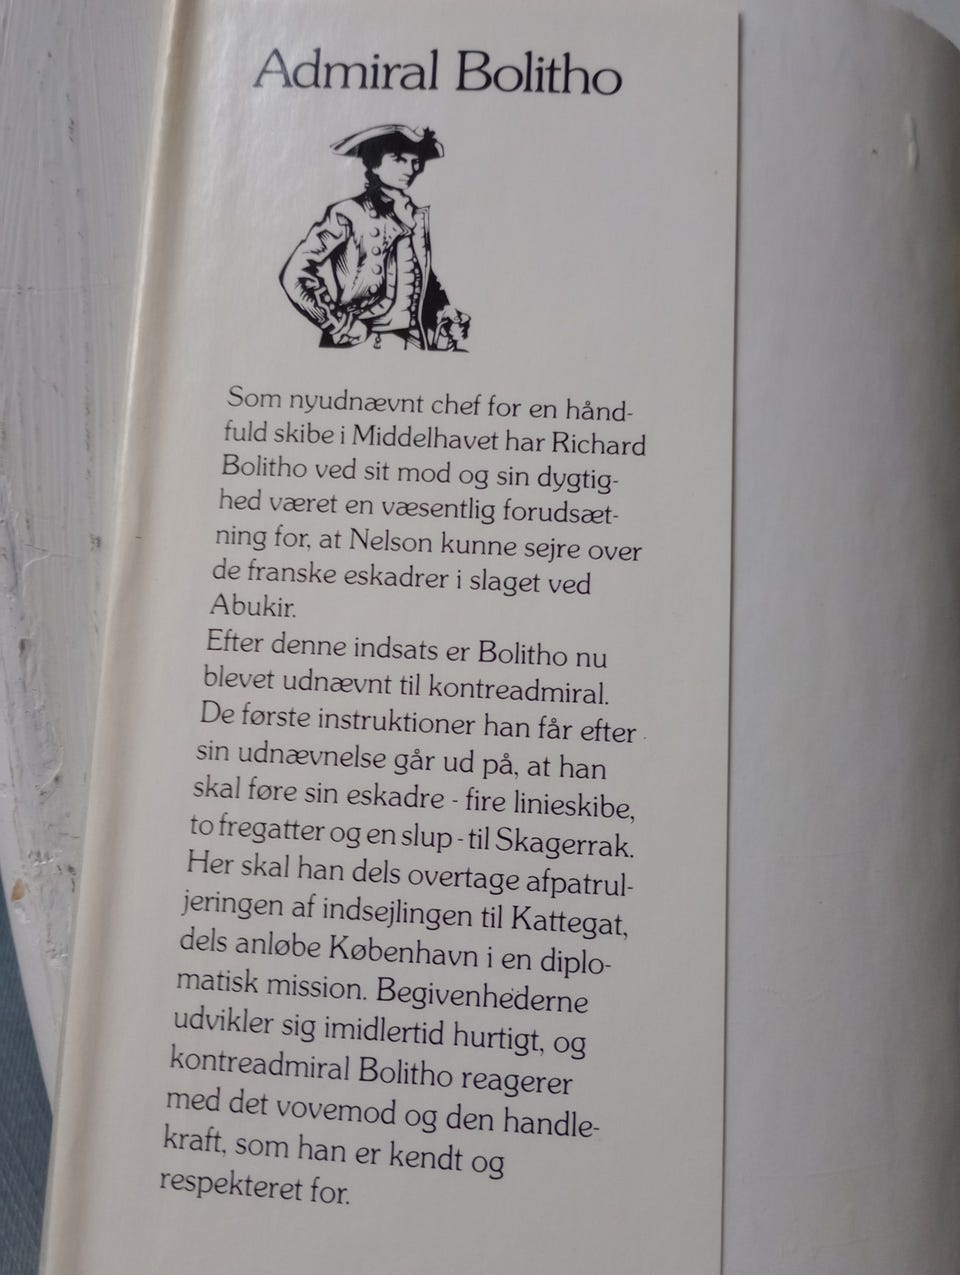 Admiral Bolitho
Som nyudnævnt chef for en hånd-
fuld skibe i Middelhavet har Richard
Bolitho ved sit mod og sin dygtig-
hed været en væsentlig forudsæt-
ning for, at Nelson kunne sejre over
de franske eskadrer i slaget ved
Abukir.
Efter denne indsats er Bolitho nu
blevet udnævnt til kontreadmiral.
De første instruktioner han får efter
sin udnævnelse går ud på, at han
skal føre sin eskadre - fire linieskibe,
to fregatter og en slup - til Skagerrak.
Her skal han dels overtage afpatrul-
jeringen af indsejlingen til Kattegat,
dels anløbe København i en diplo-
matisk mission. Begivenhederne
udvikler sig imidlertid hurtigt, og
kontreadmiral Bolitho reagerer
med det vovemod og den handle-
kraft, som han er kendt og
respekteret for.